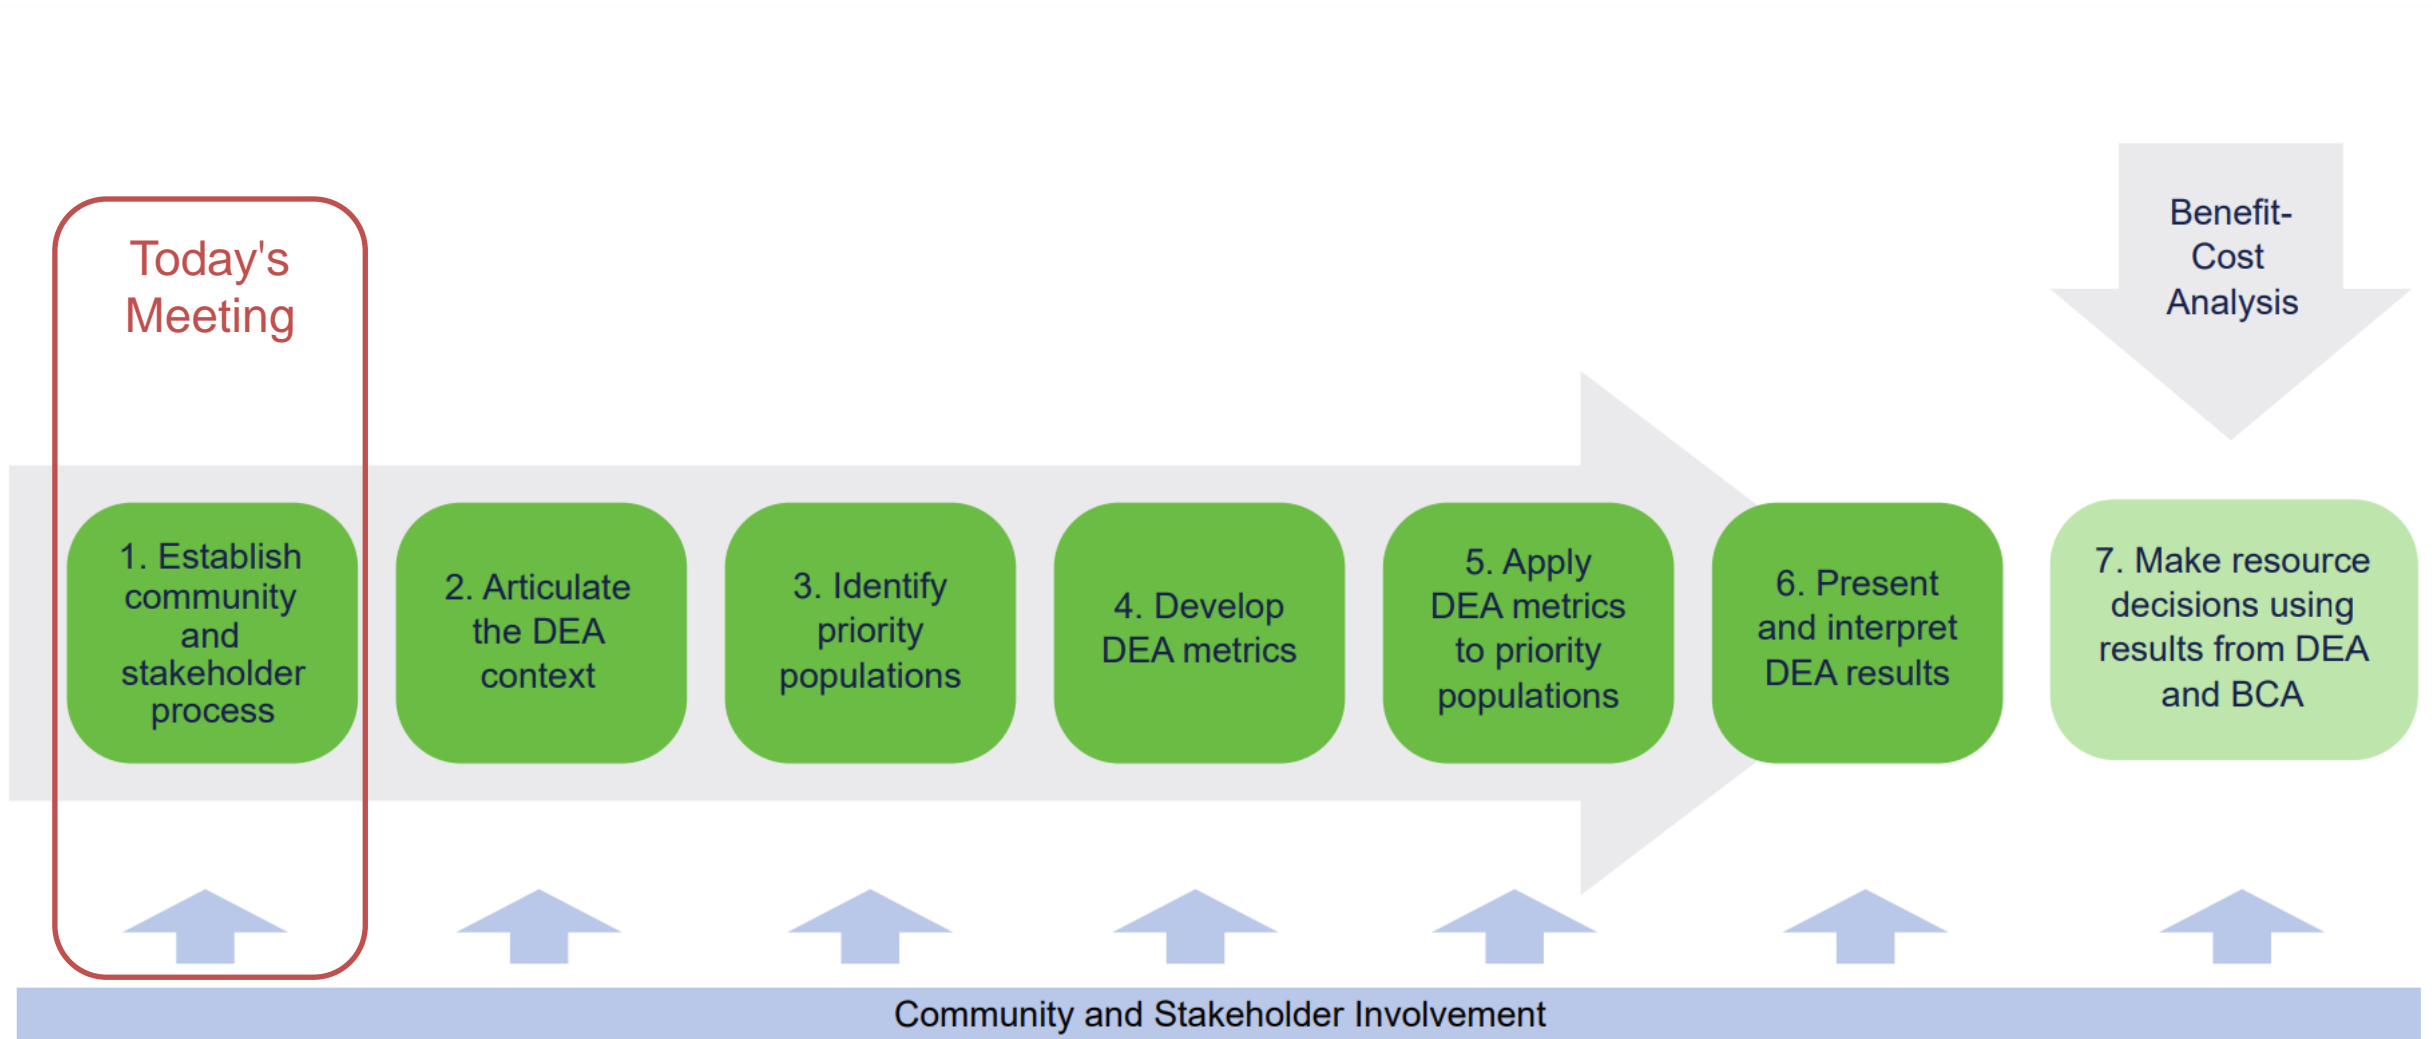 Today's
Meeting
Benefit-
Cost
Analysis
1. Establish
community
and
stakeholder
process
2. Articulate
the DEA
context
3. Identify
priority
populations
4. Develop
DEA metrics
5. Apply
DEA metrics
to priority
populations
6. Present
and interpret
DEA results
7. Make resource
decisions using
results from DEA
and BCA
Community and Stakeholder Involvement